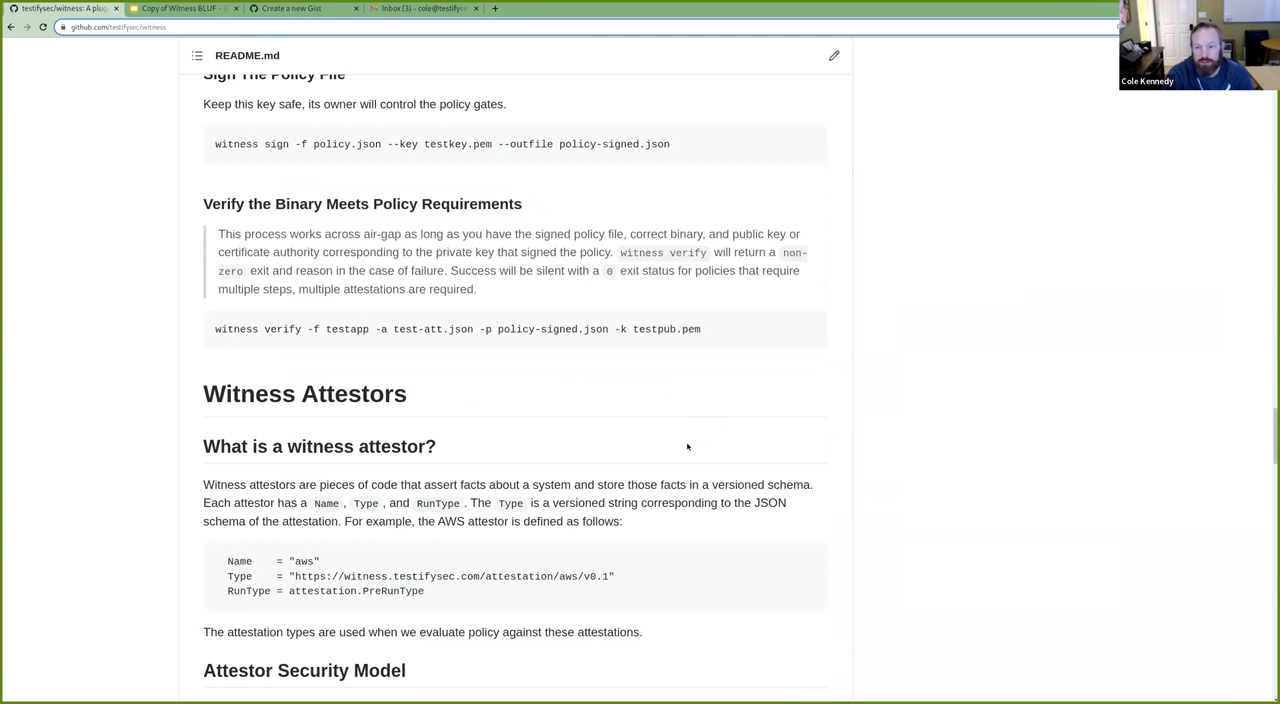 testifysec/witness: A plug
Copy of Witness BLUF - G
Create a new Gist
Inbox (3) - cole@testifyse
github.com/testifysec/witness
README.md
Sign The Policy File
Keep this key safe, its owner will control the policy gates.
witness sign -f policy.json --key testkey.pem --outfile policy-signed.json
Verify the Binary Meets Policy Requirements
This process works across air-gap as long as you have the signed policy file, correct binary, and public key or
certificate authority corresponding to the private key that signed the policy. witness verify will return a non-
zero exit and reason in the case of failure. Success will be silent with a 0 exit status for policies that require
multiple steps, multiple attestations are required.
witness verify -f testapp -a test-att.json -p policy-signed.json -k testpub.pem
Witness Attestors
What is a witness attestor?
Witness attestors are pieces of code that assert facts about a system and store those facts in a versioned schema.
Each attestor has a Name, Type, and RunType. The Type is a versioned string corresponding to the JSON
schema of the attestation. For example, the AWS attestor is defined as follows:
Name    = "aws"
Type    = "https://witness.testifysec.com/attestation/aws/v0.1"
RunType = attestation.PreRunType
The attestation types are used when we evaluate policy against these attestations.
Attestor Security Model
Cole Kennedy